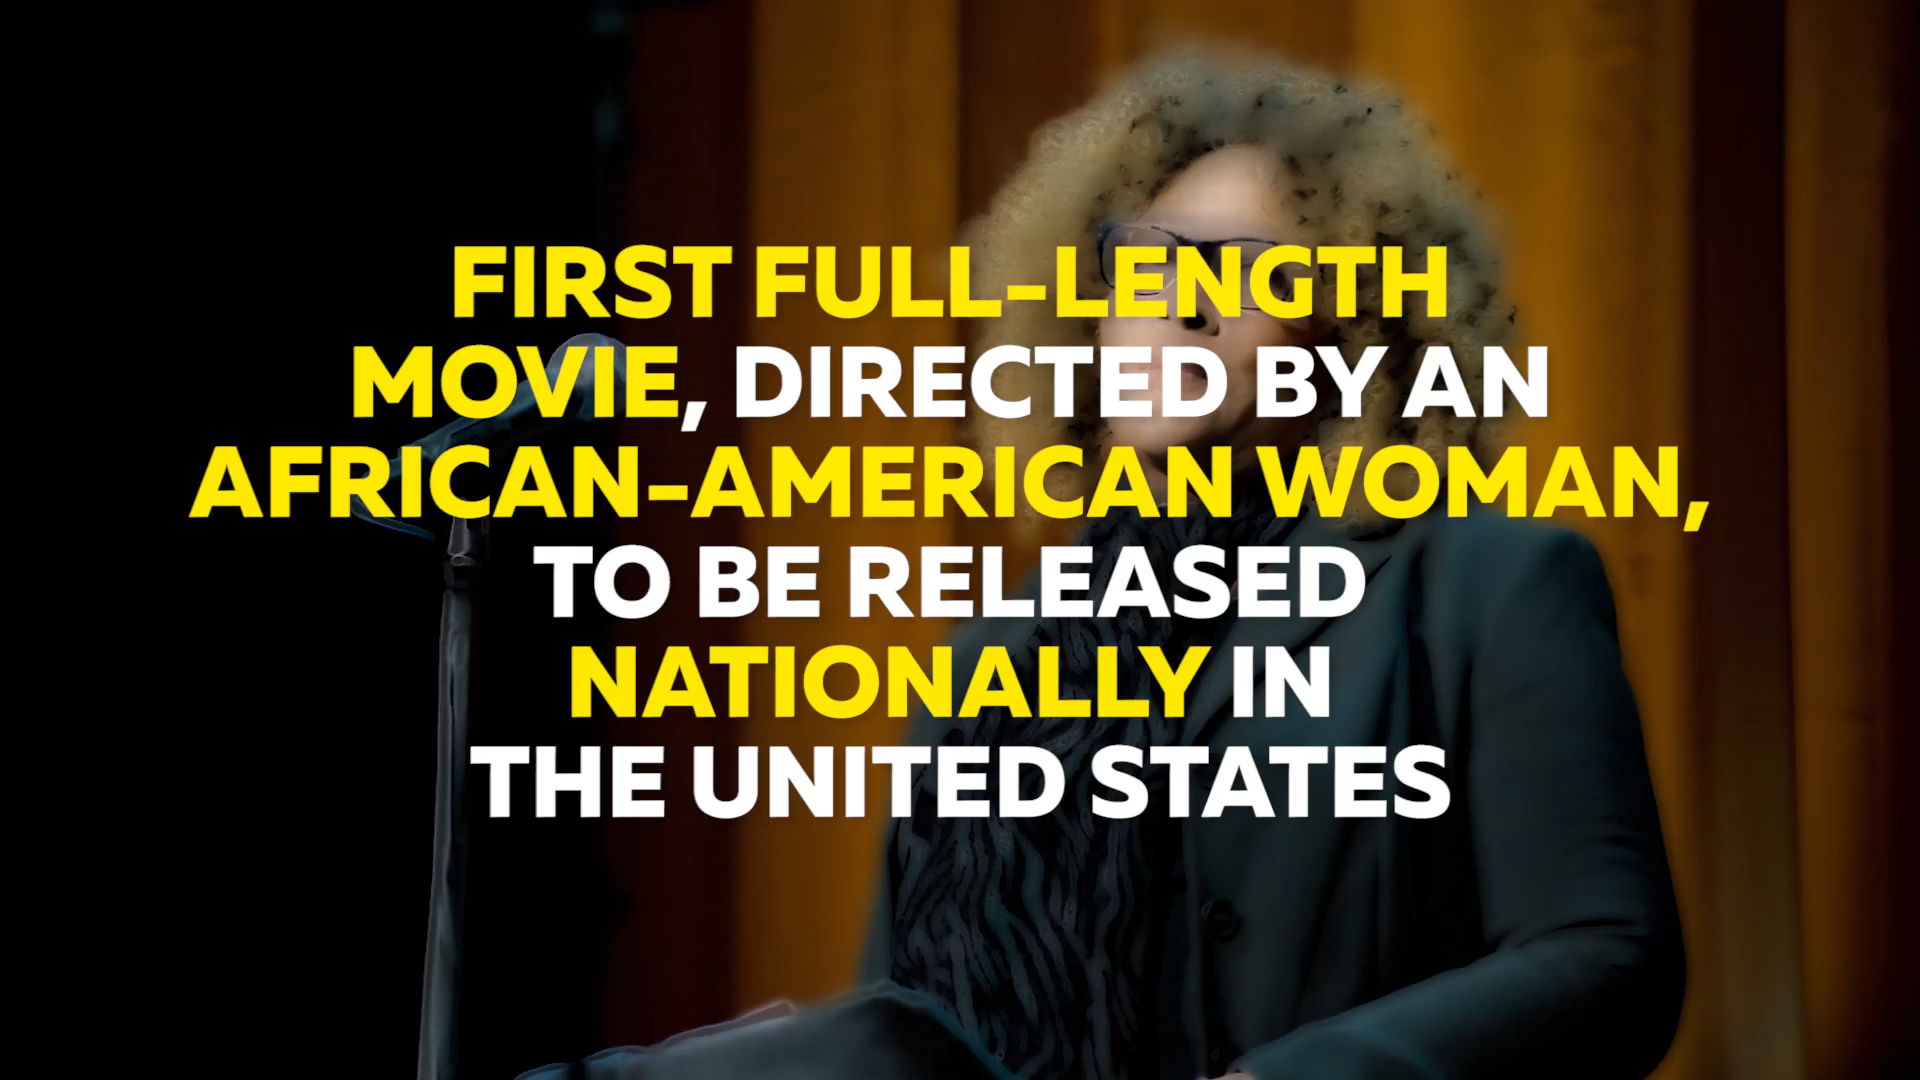 FIRST FULL-LENGTH
MOVIE, DIRECTED BY AN
AFRICAN-AMERICAN WOMAN,
TO BE RELEASED
NATIONALLY IN
THE UNITED STATES